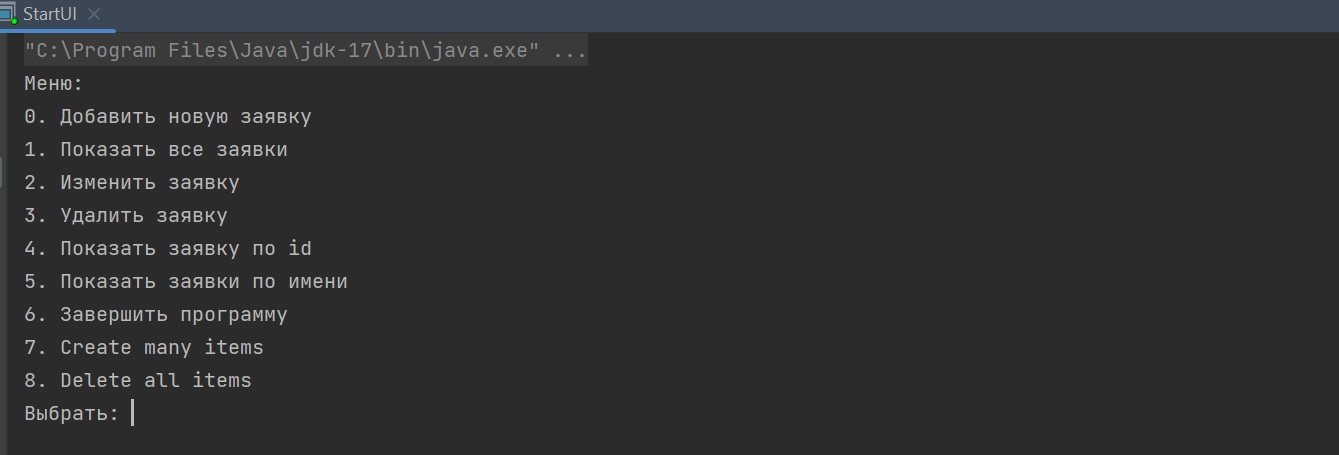 StartUI
"C:\Program Files\Java\jdk-17\bin\java.exe" ...
Меню:
0. Добавить новую заявку
1. Показать все заявки
2. Изменить заявку
3. Удалить заявку
4. Показать заявку по id
5. Показать заявки по имени
6. Завершить программу
7. Create many items
8. Delete all items
Выбрать: